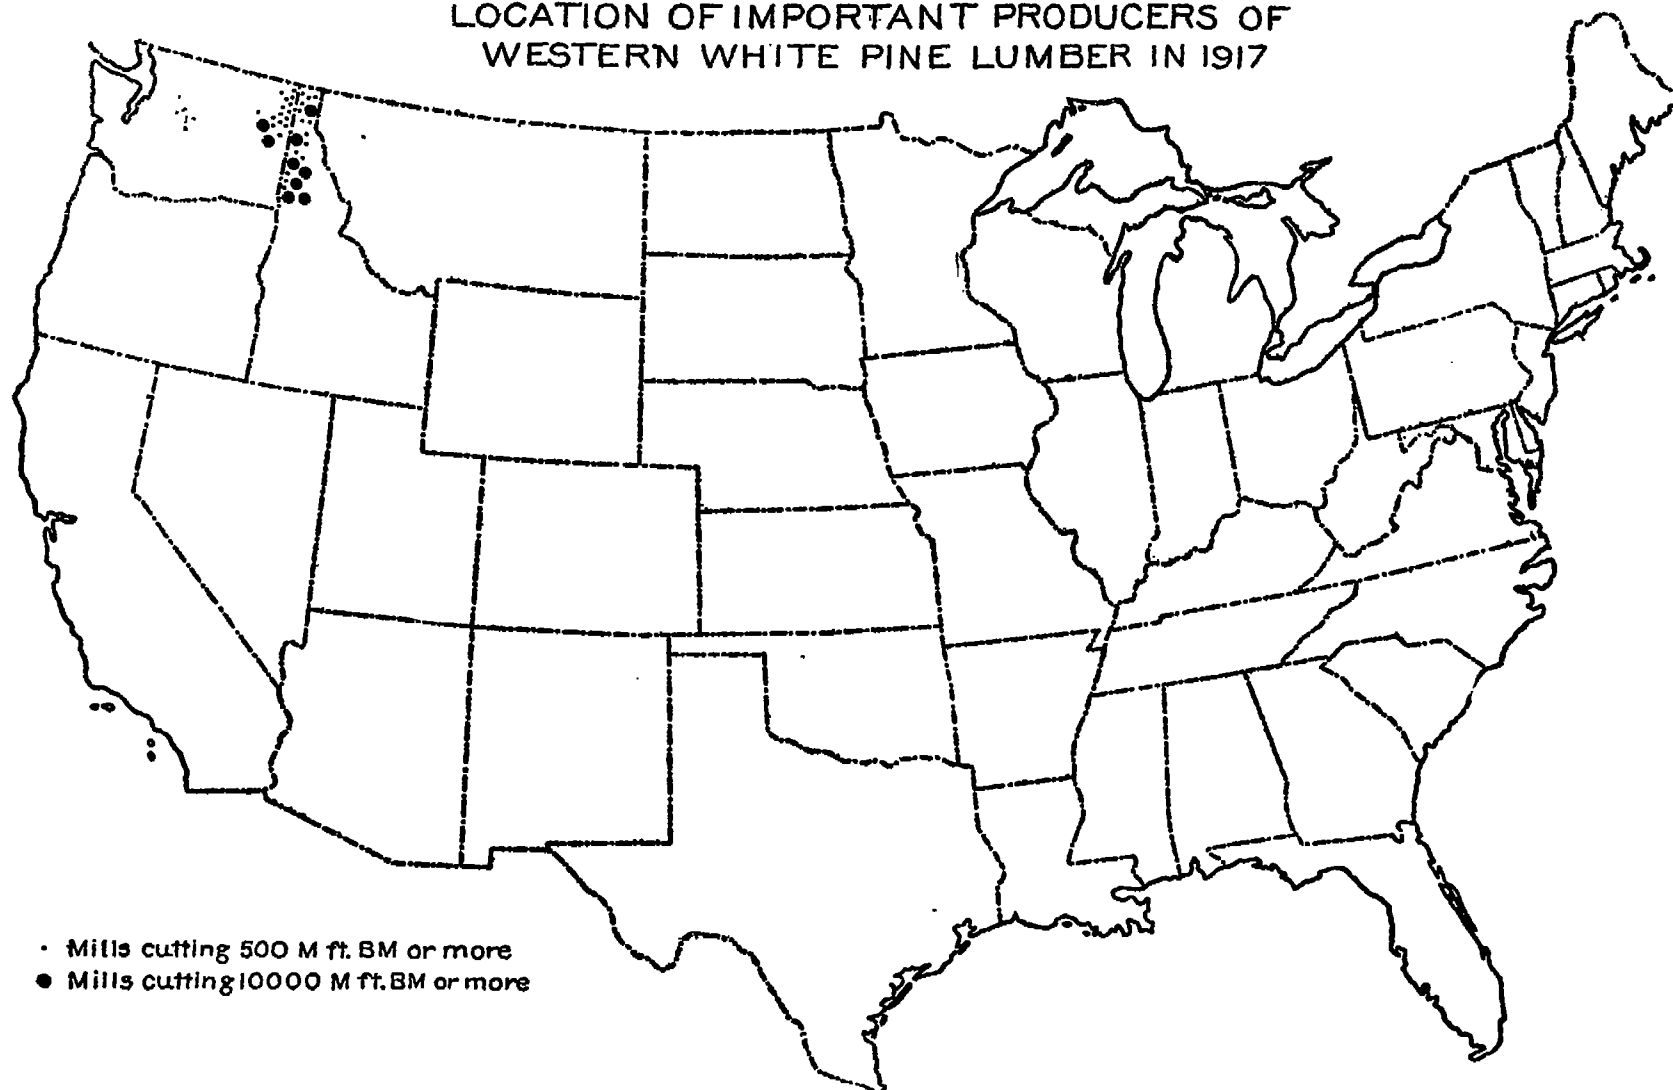 LOCATION OF IMPORTANT PRODUCERS OF
WESTERN WHITE PINE LUMBER IN 1917
Mills cutting 500 M ft. BM or more
Mills cutting 10000 M ft. BM or more